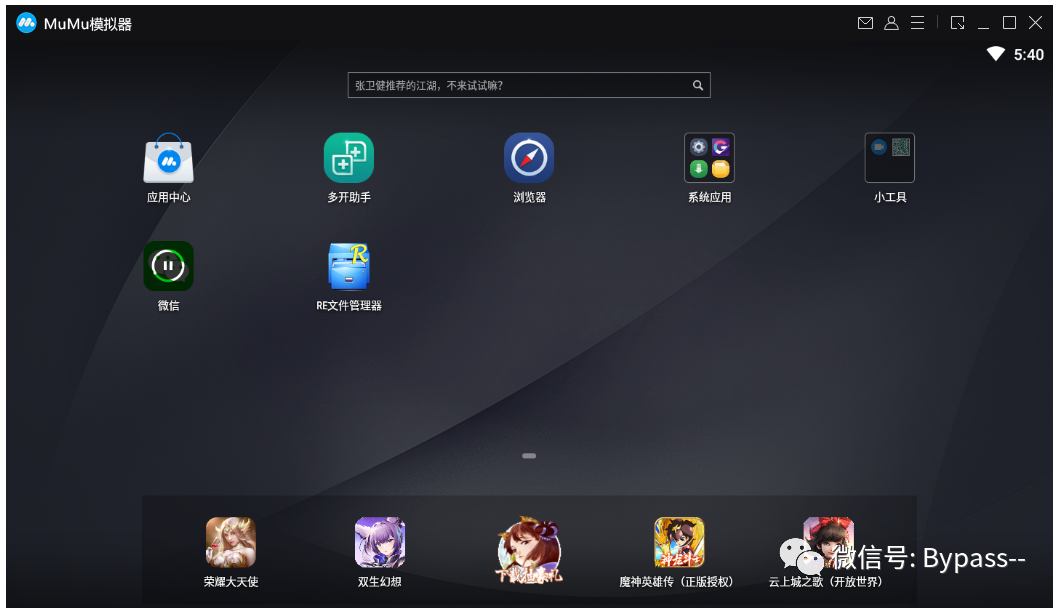 MuMu模拟器
5:40
张卫健推荐的江湖，不来试试嘛?
应用中心
多开助手
浏览器
系统应用
小工具
微信
RE文件管理器
R
荣耀大天使
双生幻想
魔神英雄传（正版授权）
云上城之歌（开放世界）
微信号: Bypass--